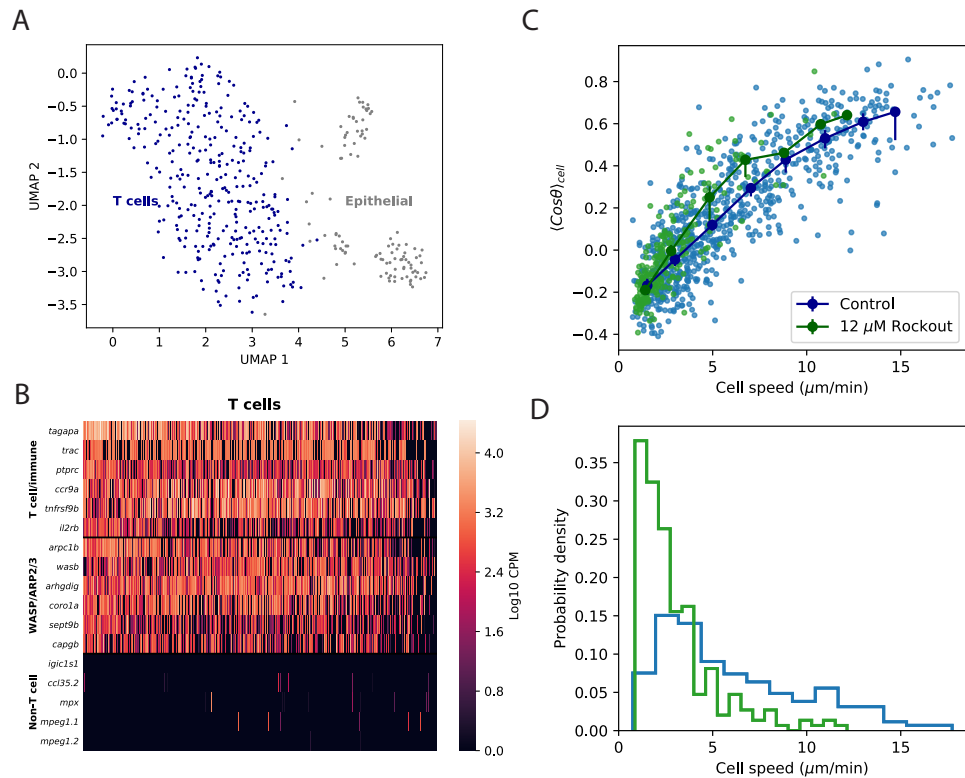 A
0.0
−0.5
−1.0
−1.5
−2.0
−2.5
−3.0
−3.5
UMAP 2
T cells
Epithelial
0 1 2 3 4 5 6 7
UMAP 1
B
T cells
T cell/immune
tagapa
trac
ptprc
ccr9a
tnfrsf9b
il2rb
WASP/ARP2/3
arpc1b
wasb
arhgdig
coro1a
sept9b
capgb
Non-T cell
igic1s1
ccl35.2
mpx
mpeg1.1
mpeg1.2
4.0
3.2
2.4
1.6
0.8
0.0
Log10 CPM
C
0.8
0.6
0.4
0.2
0.0
−0.2
−0.4
⟨Cosθ⟩cell
Control
12 μM Rockout
0 5 10 15
Cell speed (μm/min)
D
0.35
0.30
0.25
0.20
0.15
0.10
0.05
0.00
Probability density
0 5 10 15
Cell speed (μm/min)